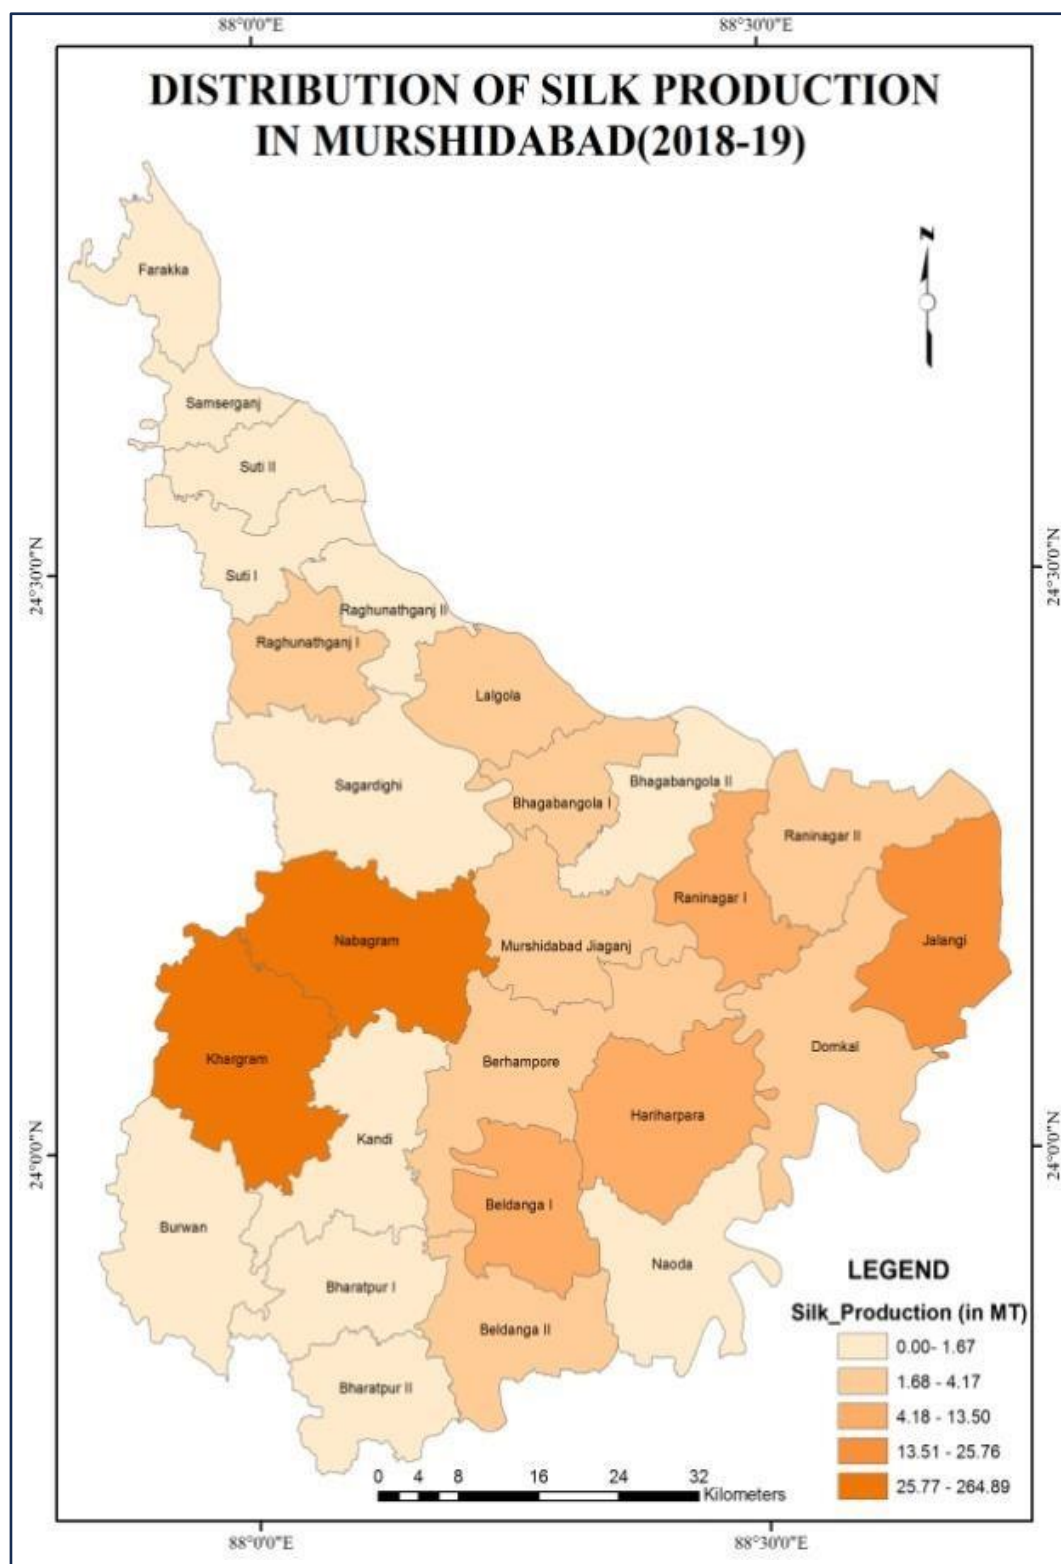 88°0'0"E
88°30'0"E
DISTRIBUTION OF SILK PRODUCTION
IN MURSHIDABAD(2018-19)
N
Farakka
Samserganj
Suti II
24°30'0"N
24°30'0"N
Suti I
Raghunathganj II
Raghunathganj I
Lalgola
Sagardighi
Bhagabangola II
Bhagabangola I
Raninagar II
Raninagar I
Nabagram
Murshidabad Jiaganj
Jalangi
Khargram
Berhampore
Domkal
Hariharpara
Kandi
24°0'0"N
24°0'0"N
Beldanga I
Burwan
Naoda
Bharatpur I
Beldanga II
Bharatpur II
LEGEND
Silk_Production (in MT)
0.00- 1.67
1.68 - 4.17
4.18 - 13.50
13.51 - 25.76
25.77 - 264.89
0 4 8 16 24 32
Kilometers
88°0'0"E
88°30'0"E